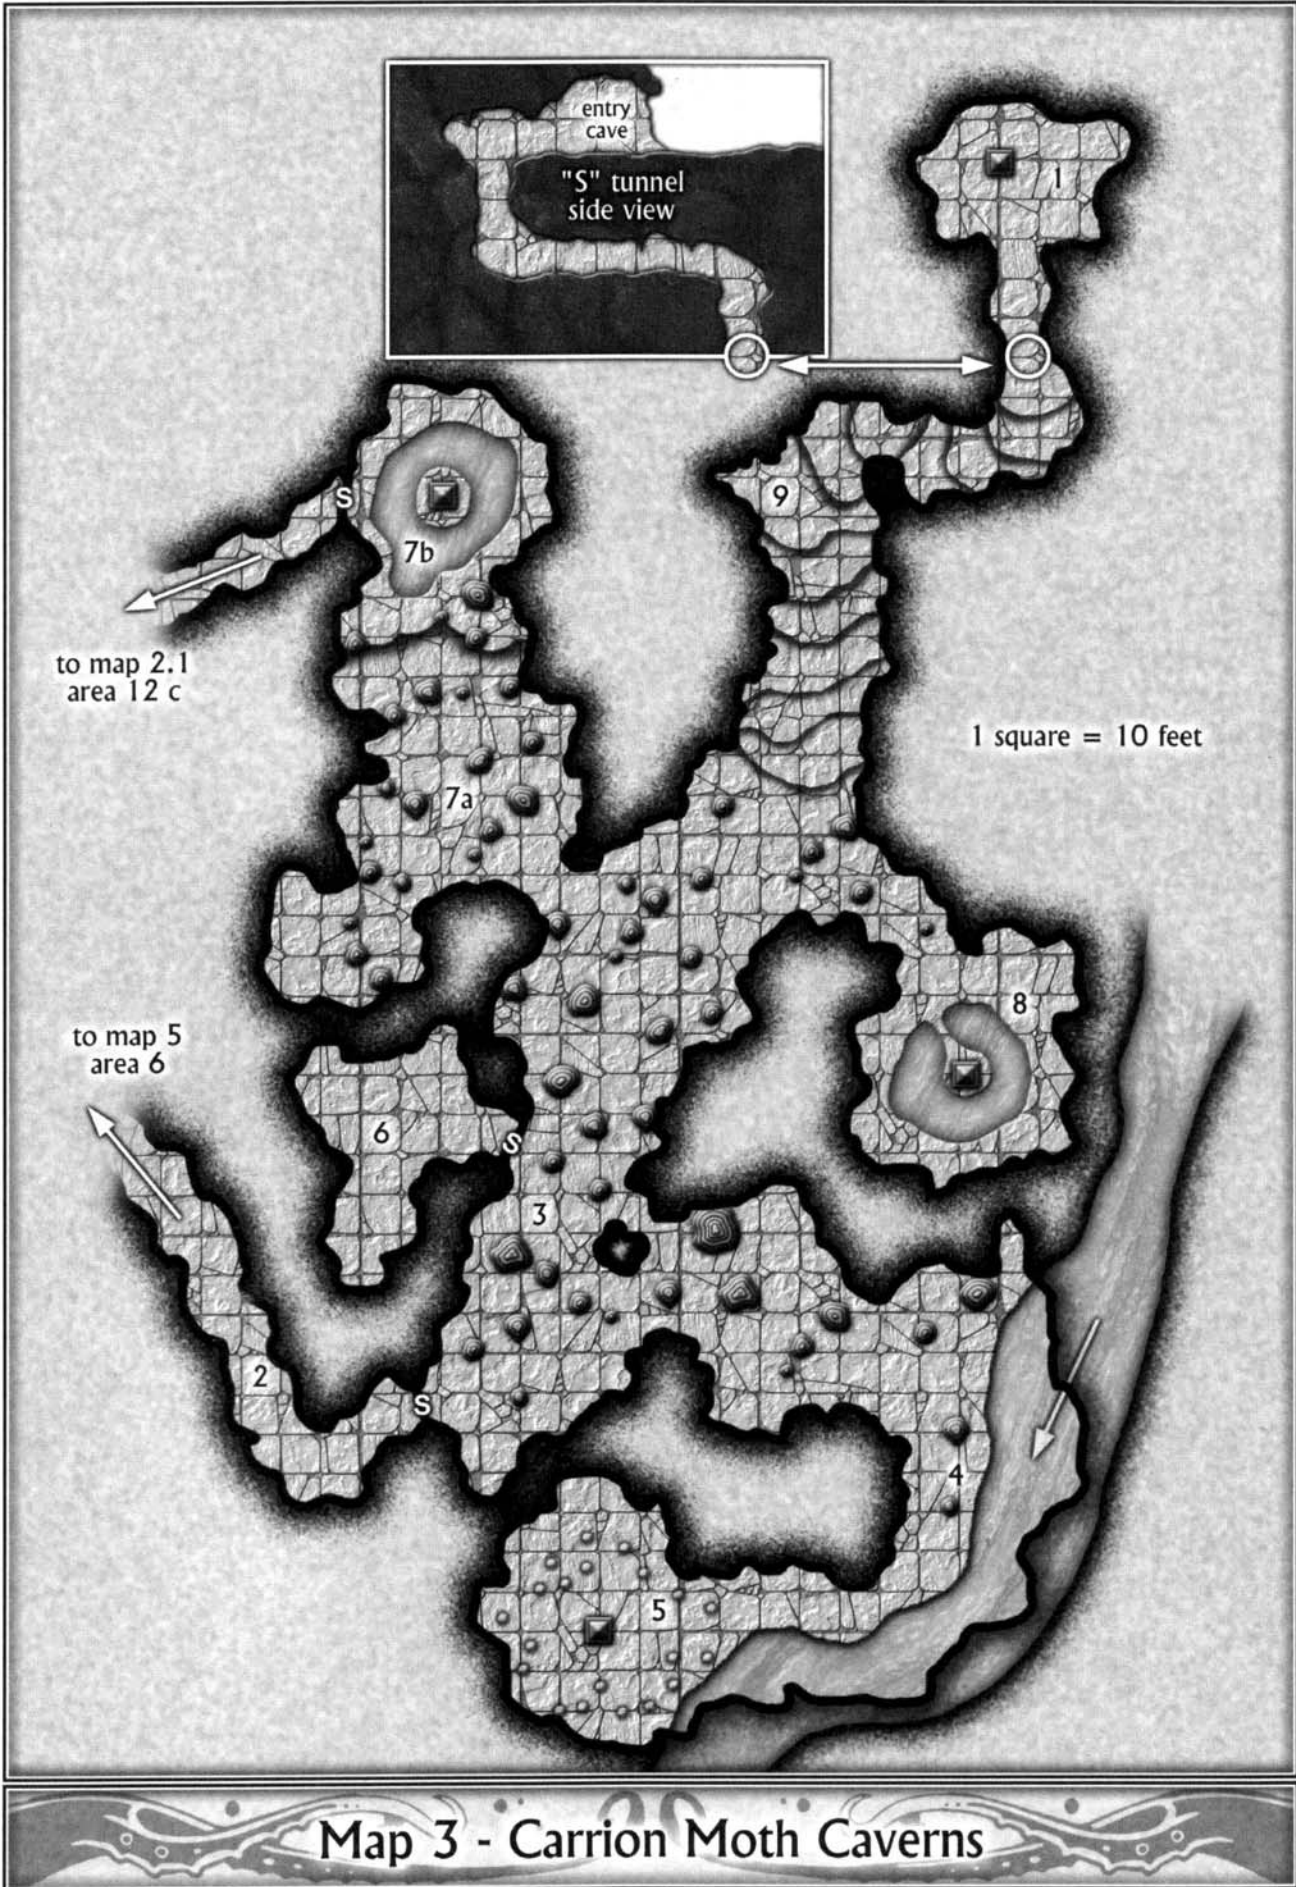 entry
cave
"S" tunnel
side view
1
S
9
7b
to map 2.1
area 12 c
1 square = 10 feet
7a
8
to map 5
area 6
6
S
3
2
S
4
5
Map 3 - Carrion Moth Caverns